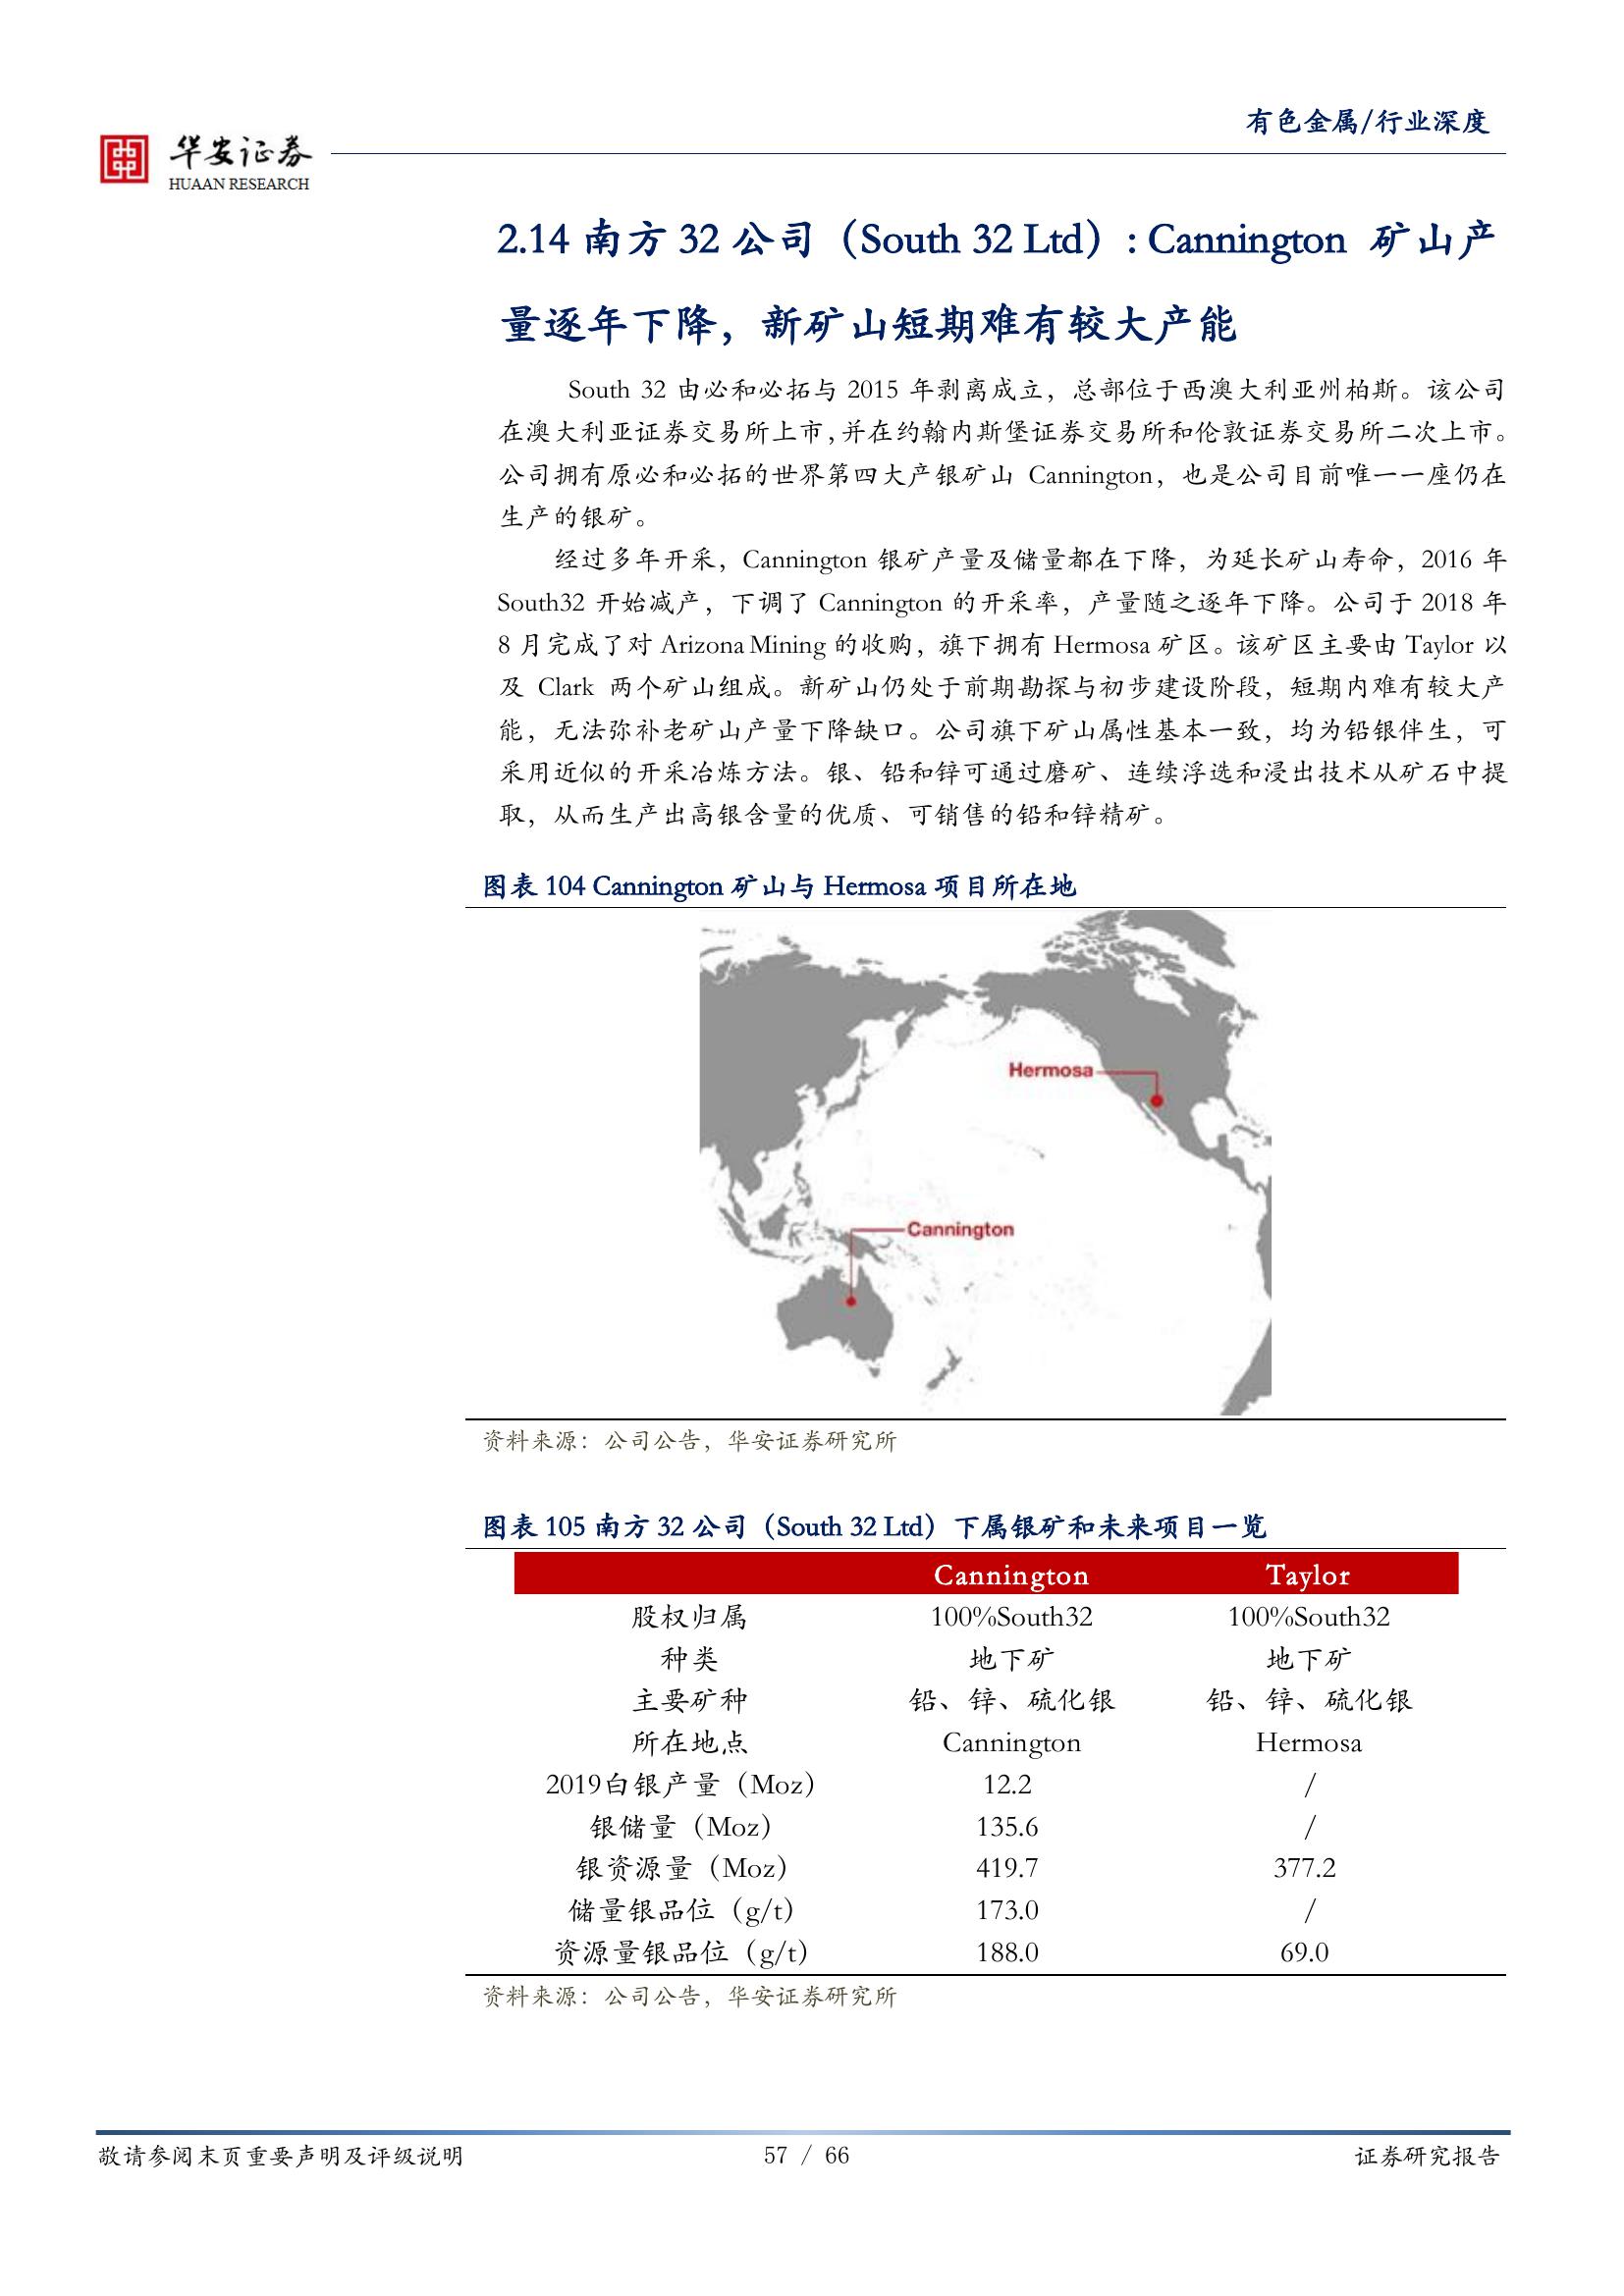 有色金属/行业深度
华安证券
HUAAN RESEARCH
2.14 南方 32 公司（South 32 Ltd）: Cannington 矿山产
量逐年下降，新矿山短期难有较大产能
South 32 由必和必拓与 2015 年剥离成立，总部位于西澳大利亚州柏斯。该公司
在澳大利亚证券交易所上市，并在约翰内斯堡证券交易所和伦敦证券交易所二次上市。
公司拥有原必和必拓的世界第四大产银矿山 Cannington，也是公司目前唯一一座仍在
生产的银矿。
经过多年开采，Cannington 银矿产量及储量都在下降，为延长矿山寿命，2016 年
South32 开始减产，下调了 Cannington 的开采率，产量随之逐年下降。公司于 2018 年
8 月完成了对 Arizona Mining 的收购，旗下拥有 Hermosa 矿区。该矿区主要由 Taylor 以
及 Clark 两个矿山组成。新矿山仍处于前期勘探与初步建设阶段，短期内难有较大产
能，无法弥补老矿山产量下降缺口。公司旗下矿山属性基本一致，均为铅银伴生，可
采用近似的开采冶炼方法。银、铅和锌可通过磨矿、连续浮选和浸出技术从矿石中提
取，从而生产出高银含量的优质、可销售的铅和锌精矿。
图表 104 Cannington 矿山与 Hermosa 项目所在地
Hermosa
Cannington
资料来源：公司公告，华安证券研究所
图表 105 南方 32 公司（South 32 Ltd）下属银矿和未来项目一览
Cannington Taylor
股权归属 100%South32 100%South32
种类 地下矿 地下矿
主要矿种 铅、锌、硫化银 铅、锌、硫化银
所在地点 Cannington Hermosa
2019白银产量（Moz） 12.2 /
银储量（Moz） 135.6 /
银资源量（Moz） 419.7 377.2
储量银品位（g/t） 173.0 /
资源量银品位（g/t） 188.0 69.0
资料来源：公司公告，华安证券研究所
敬请参阅末页重要声明及评级说明 57 / 66 证券研究报告